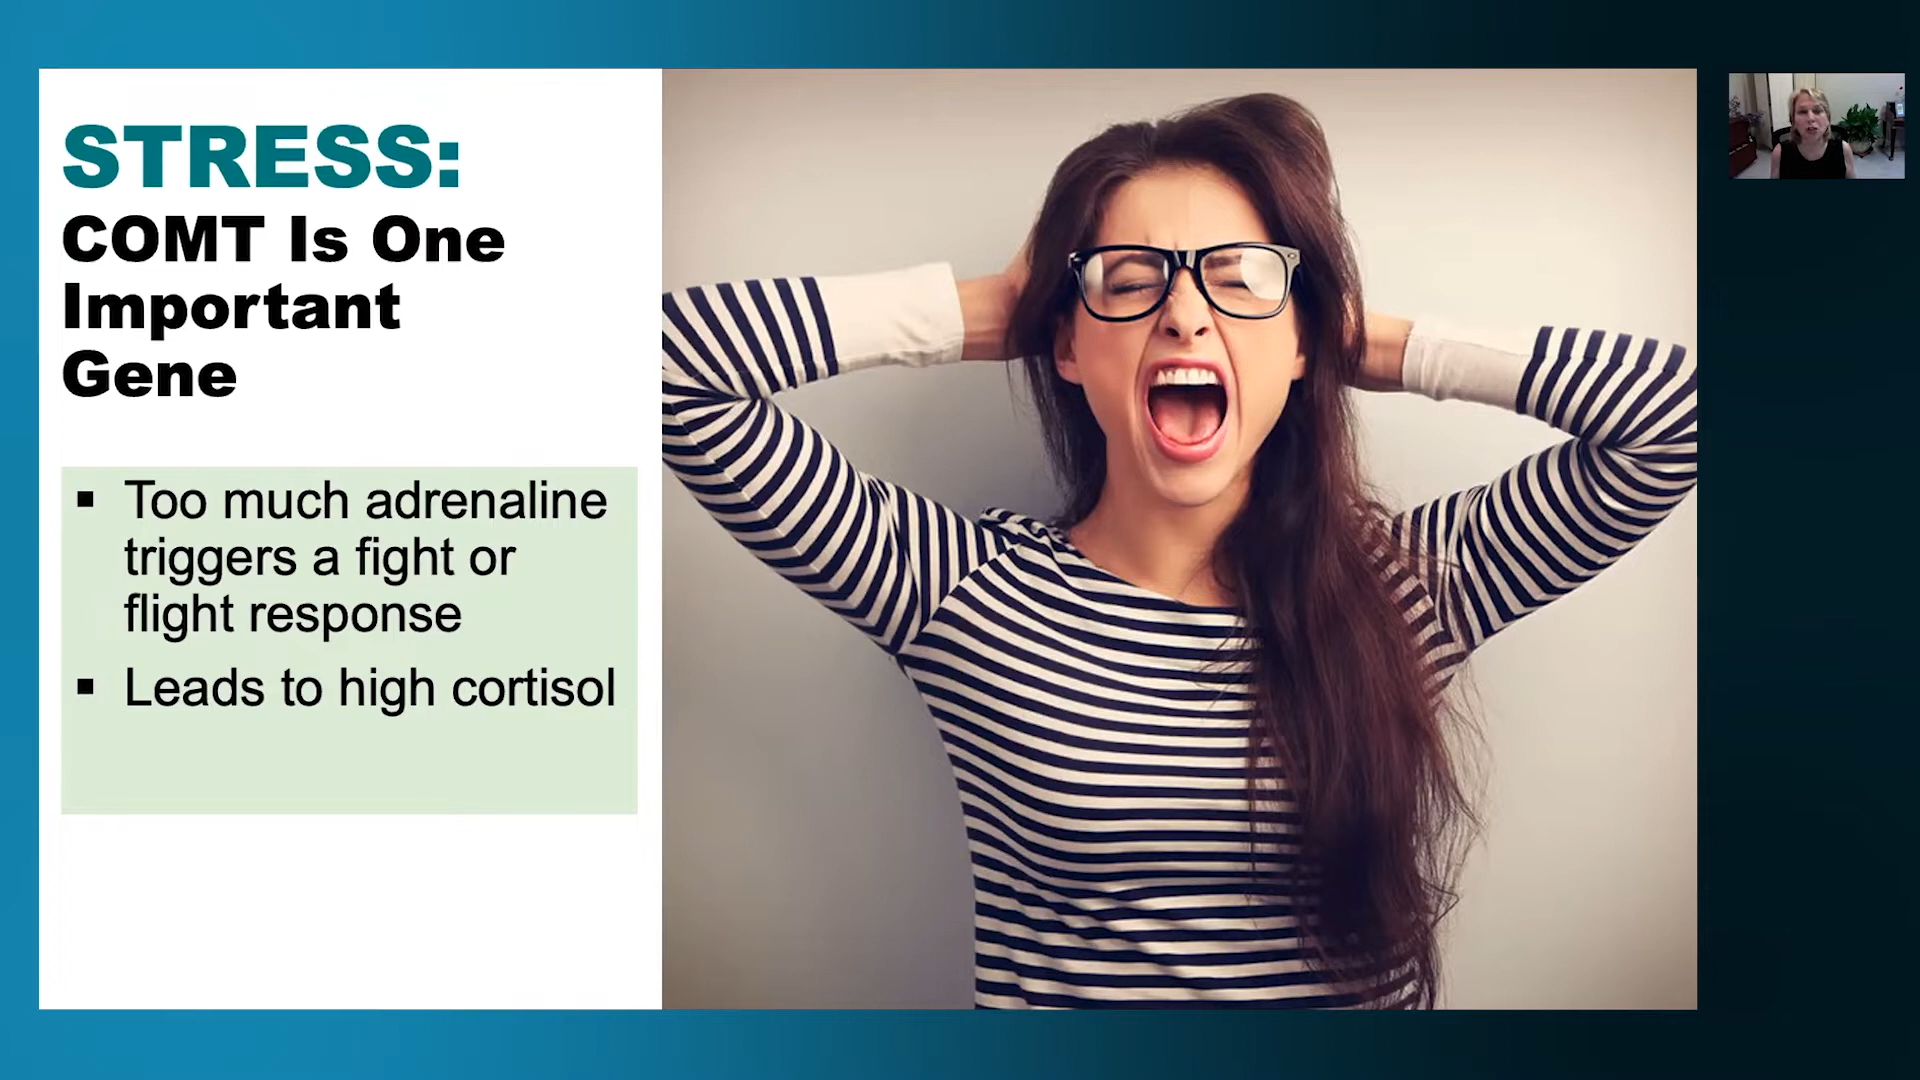 STRESS:
COMT Is One
Important
Gene
▪ Too much adrenaline
triggers a fight or
flight response
▪ Leads to high cortisol